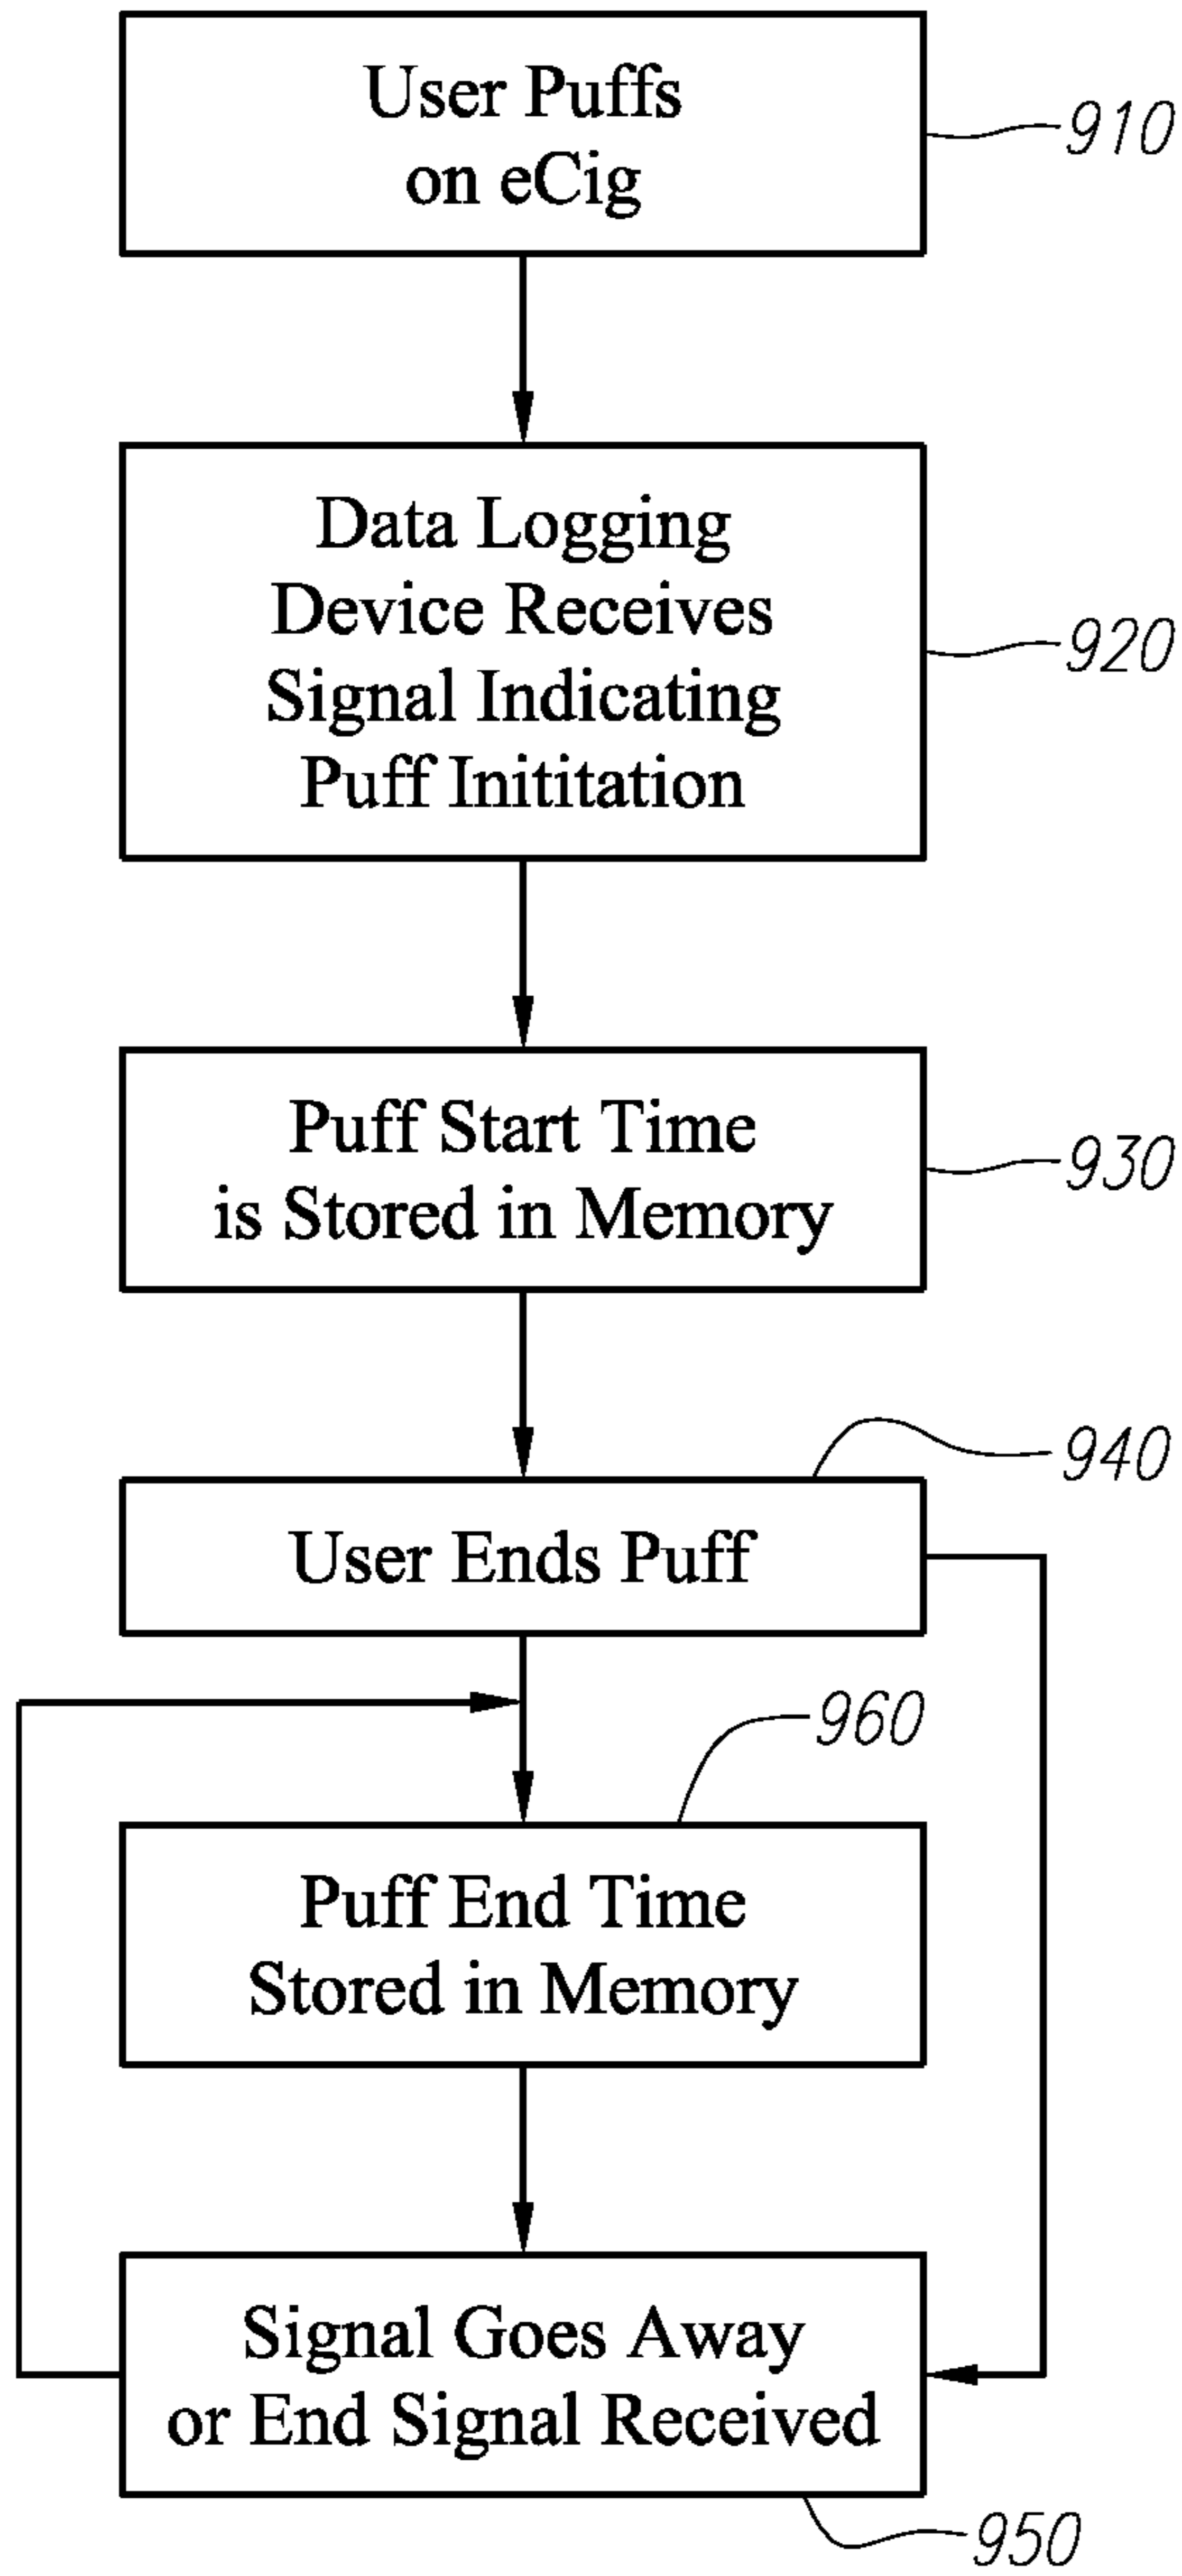 User Puffs
on eCig
910
Data Logging
Device Receives
Signal Indicating
Puff Inititation
920
Puff Start Time
is Stored in Memory
930
940
User Ends Puff
960
Puff End Time
Stored in Memory
Signal Goes Away
or End Signal Received
950